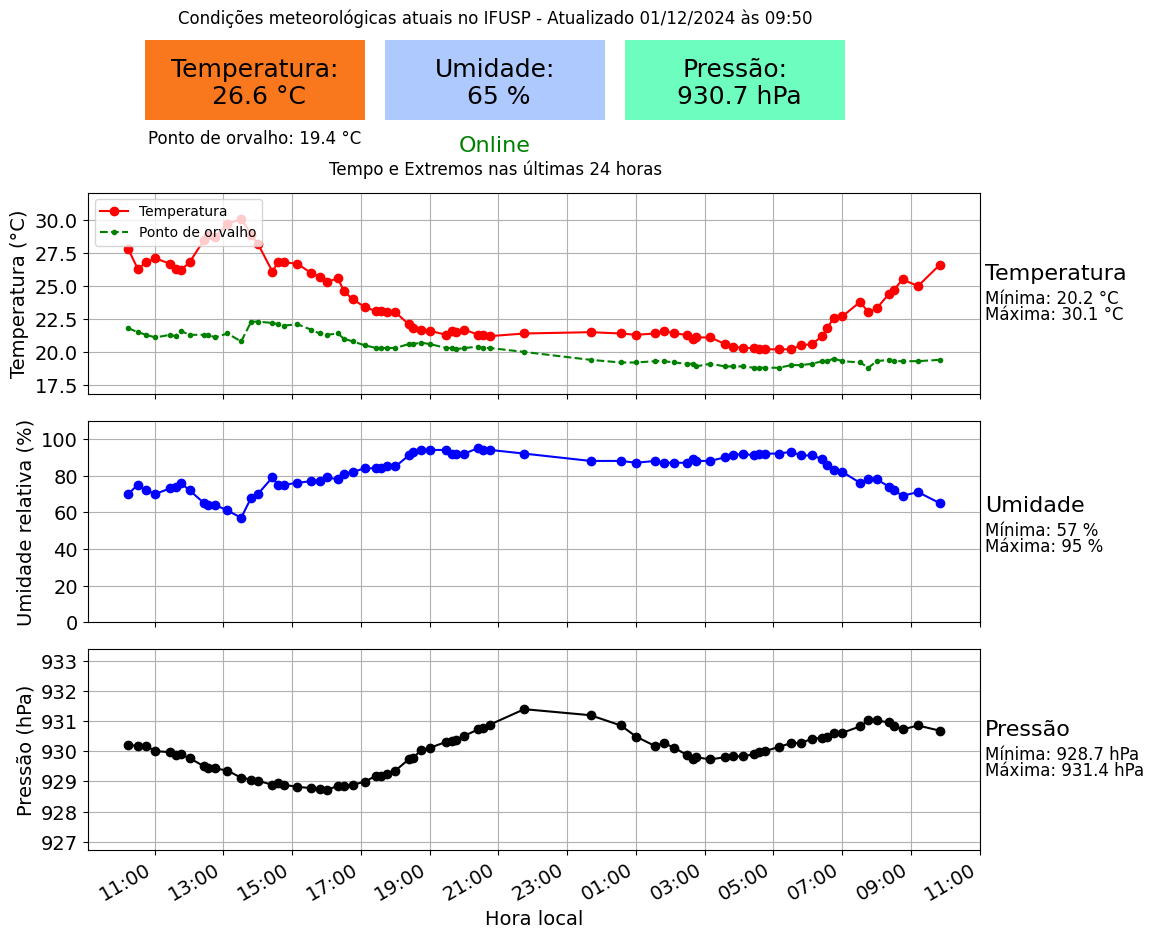 Condições meteorológicas atuais no IFUSP - Atualizado 01/12/2024 às 09:50
Temperatura:
26.6 °C
Umidade:
65 %
Pressão:
930.7 hPa
Ponto de orvalho: 19.4 °C
Online
Tempo e Extremos nas últimas 24 horas
Temperatura (°C)
30.0
27.5
25.0
22.5
20.0
17.5
Temperatura
Ponto de orvalho
Temperatura
Mínima: 20.2 °C
Máxima: 30.1 °C
Umidade relativa (%)
100
80
60
40
20
0
Umidade
Mínima: 57 %
Máxima: 95 %
Pressão (hPa)
933
932
931
930
929
928
927
Pressão
Mínima: 928.7 hPa
Máxima: 931.4 hPa
11:00
13:00
15:00
17:00
19:00
21:00
23:00
01:00
03:00
05:00
07:00
09:00
11:00
Hora local